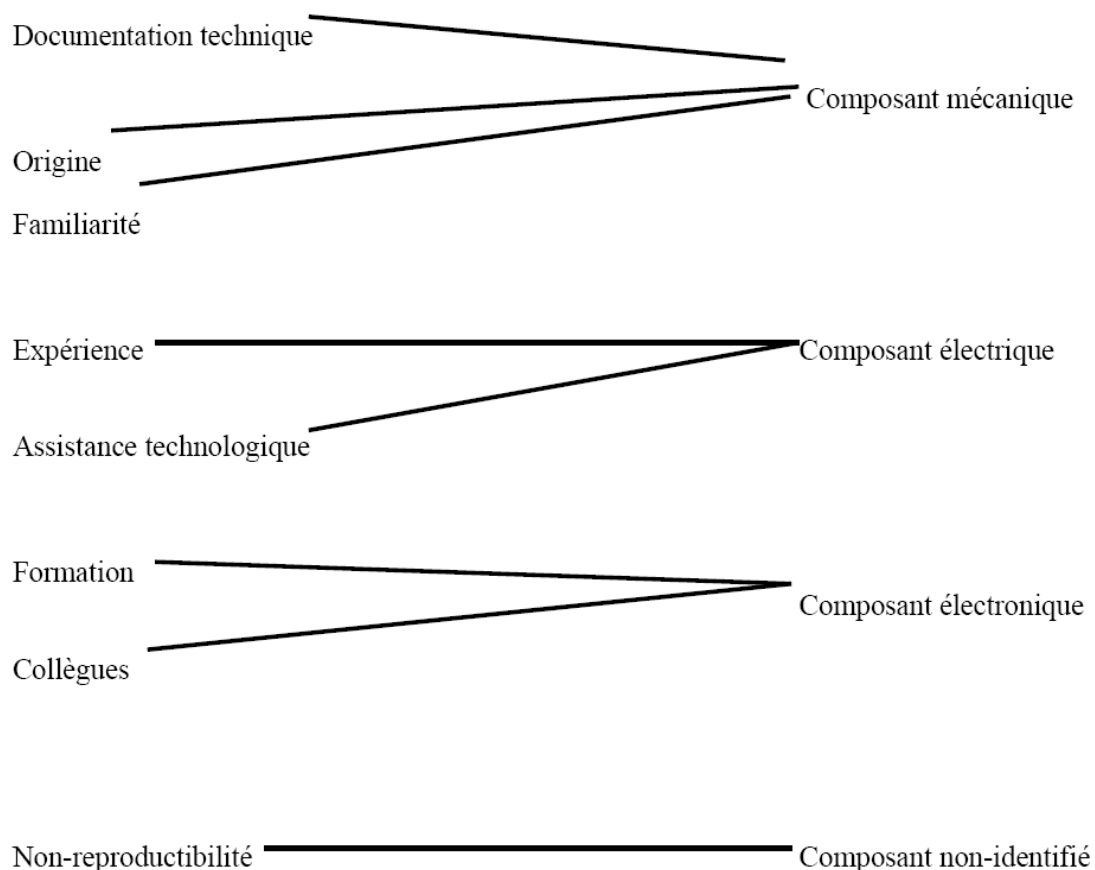 Documentation technique
Composant mécanique
Origine
Familiarité
Expérience
Composant électrique
Assistance technologique
Formation
Composant électronique
Collègues
Non-reproductibilité
Composant non-identifié